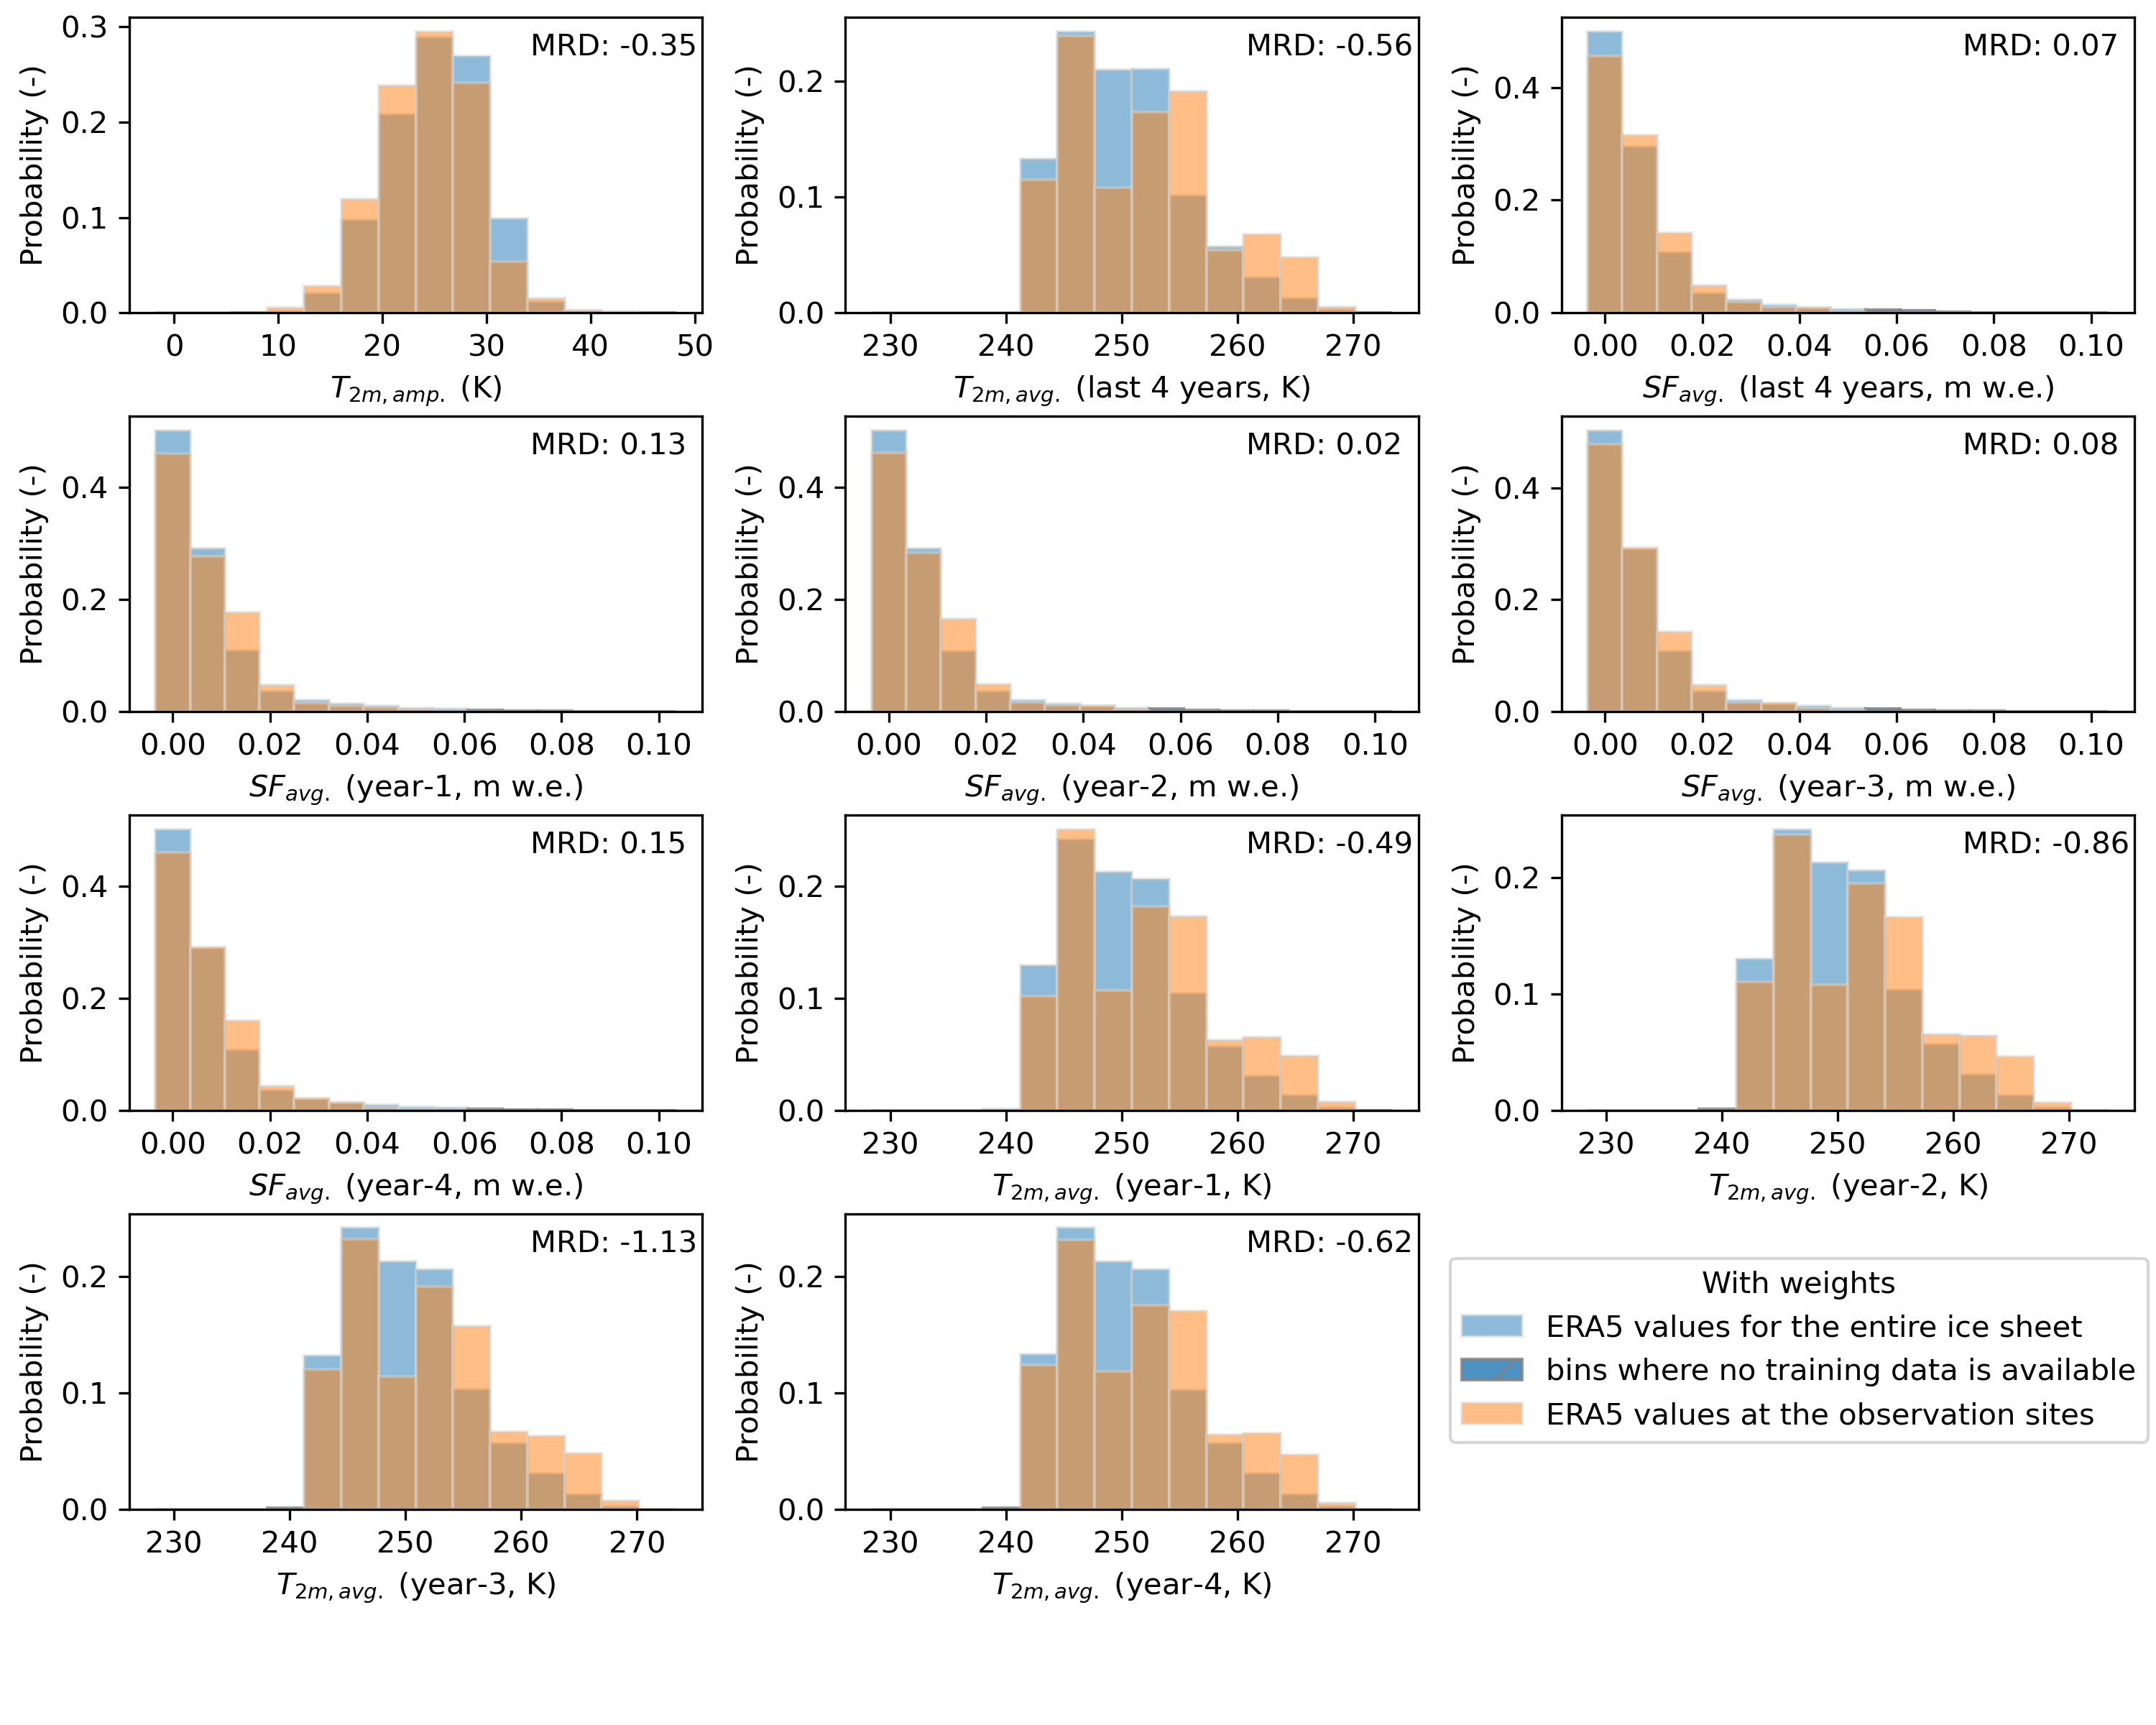 MRD: -0.35
Probability (-)
0.3
0.2
0.1
0.0
0 10 20 30 40 50
T2m,amp. (K)
MRD: -0.56
Probability (-)
0.2
0.1
0.0
230 240 250 260 270
T2m,avg. (last 4 years, K)
MRD: 0.07
Probability (-)
0.4
0.2
0.0
0.00 0.02 0.04 0.06 0.08 0.10
SFavg. (last 4 years, m w.e.)
MRD: 0.13
Probability (-)
0.4
0.2
0.0
0.00 0.02 0.04 0.06 0.08 0.10
SFavg. (year-1, m w.e.)
MRD: 0.02
Probability (-)
0.4
0.2
0.0
0.00 0.02 0.04 0.06 0.08 0.10
SFavg. (year-2, m w.e.)
MRD: 0.08
Probability (-)
0.4
0.2
0.0
0.00 0.02 0.04 0.06 0.08 0.10
SFavg. (year-3, m w.e.)
MRD: 0.15
Probability (-)
0.4
0.2
0.0
0.00 0.02 0.04 0.06 0.08 0.10
SFavg. (year-4, m w.e.)
MRD: -0.49
Probability (-)
0.2
0.1
0.0
230 240 250 260 270
T2m,avg. (year-1, K)
MRD: -0.86
Probability (-)
0.2
0.1
0.0
230 240 250 260 270
T2m,avg. (year-2, K)
MRD: -1.13
Probability (-)
0.2
0.1
0.0
230 240 250 260 270
T2m,avg. (year-3, K)
MRD: -0.62
Probability (-)
0.2
0.1
0.0
230 240 250 260 270
T2m,avg. (year-4, K)
With weights
ERA5 values for the entire ice sheet
bins where no training data is available
ERA5 values at the observation sites